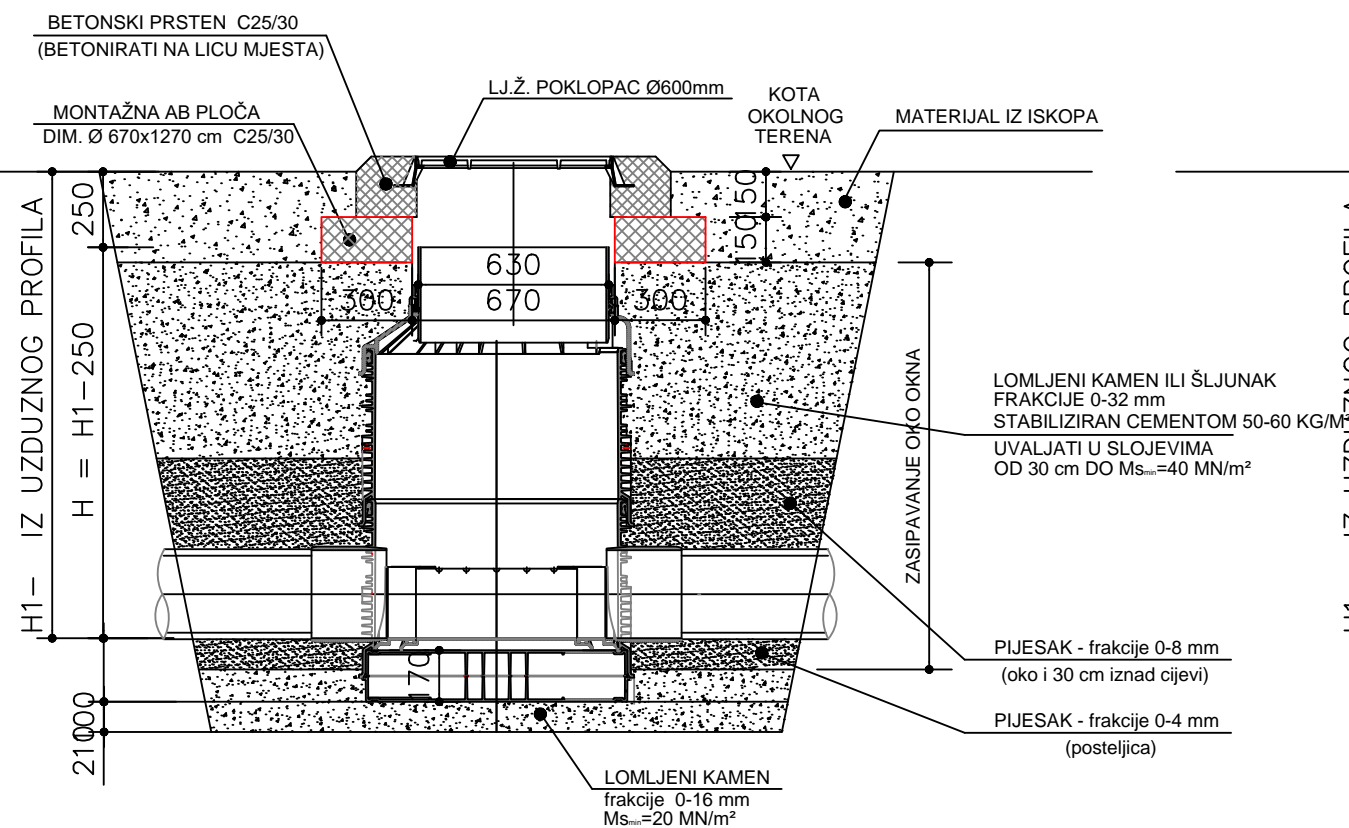 BETONSKI PRSTEN C25/30
(BETONIRATI NA LICU MJESTA)
LJ.Ž. POKLOPAC Ø600mm
KOTA
OKOLNOG
TERENA
MATERIJAL IZ ISKOPA
MONTAŽNA AB PLOČA
DIM. Ø 670x1270 cm C25/30
H1- IZ UZDUZNOG PROFILA
250
H = H1-250
150
150
630
300
670
300
170
LOMLJENI KAMEN ILI ŠLJUNAK
FRAKCIJE 0-32 mm
STABILIZIRAN CEMENTOM 50-60 KG/M
UVALJATI U SLOJEVIMA
OD 30 cm DO Msmin=40 MN/m²
ZASIPAVANJE OKO OKNA
PIJESAK - frakcije 0-8 mm
(oko i 30 cm iznad cijevi)
PIJESAK - frakcije 0-4 mm
(posteljica)
LOMLJENI KAMEN
frakcije 0-16 mm
Msmin=20 MN/m²